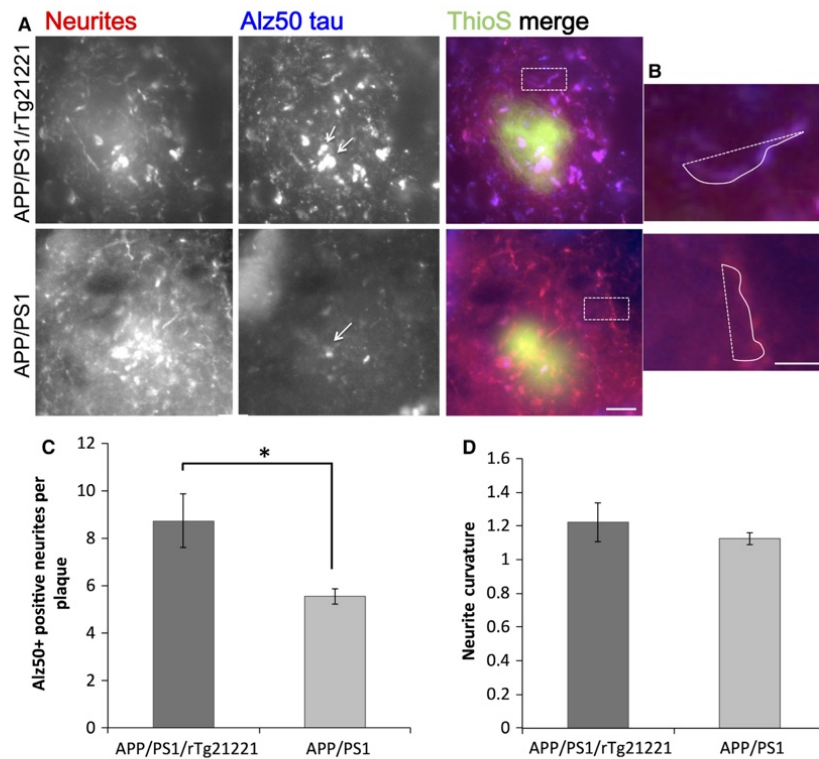 A
Neurites
Alz50 tau
ThioS merge
B
APP/PS1/rTg21221
APP/PS1
C
Alz50+ positive neurites per
plaque
12
10
8
6
4
2
0
*
APP/PS1/rTg21221
APP/PS1
D
Neurite curvature
1.6
1.4
1.2
1
0.8
0.6
0.4
0.2
0
APP/PS1/rTg21221
APP/PS1